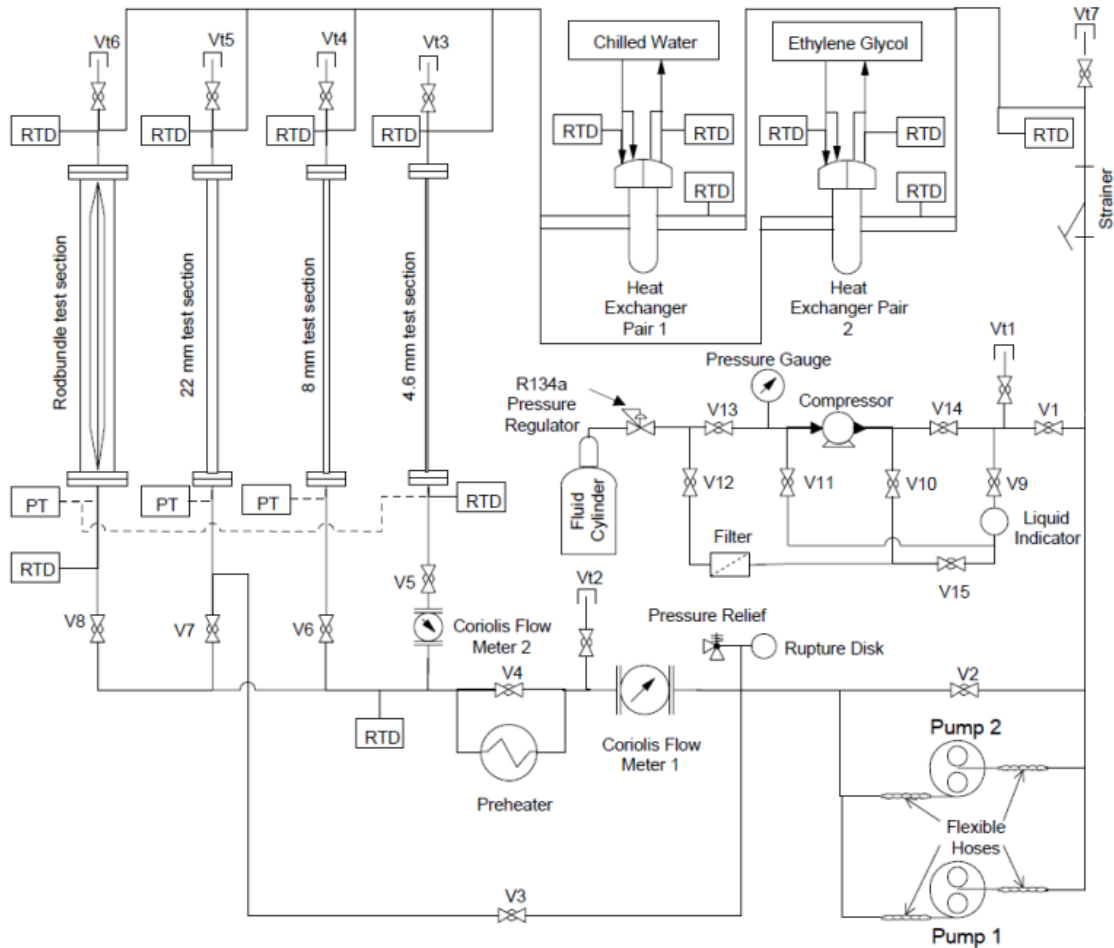 Vt6
Vt5
Vt4
Vt3
Vt7
Chilled Water
Ethylene Glycol
RTD
RTD
RTD
RTD
RTD
RTD
RTD
RTD
RTD
RTD
RTD
Strainer
Heat
Exchanger
Pair 1
Heat
Exchanger Pair
2
Rodbundle test section
22 mm test section
8 mm test section
4.6 mm test section
Vt1
Pressure Gauge
R134a
Pressure
Regulator
V13
Compressor
V14
V1
V12
V11
V10
V9
Fluid
Cylinder
Liquid
Indicator
Filter
V15
PT
PT
PT
RTD
RTD
V5
Vt2
Pressure Relief
Rupture Disk
V8
V7
V6
Coriolis Flow
Meter 2
V4
V2
RTD
Coriolis Flow
Meter 1
Preheater
Pump 2
Flexible
Hoses
V3
Pump 1